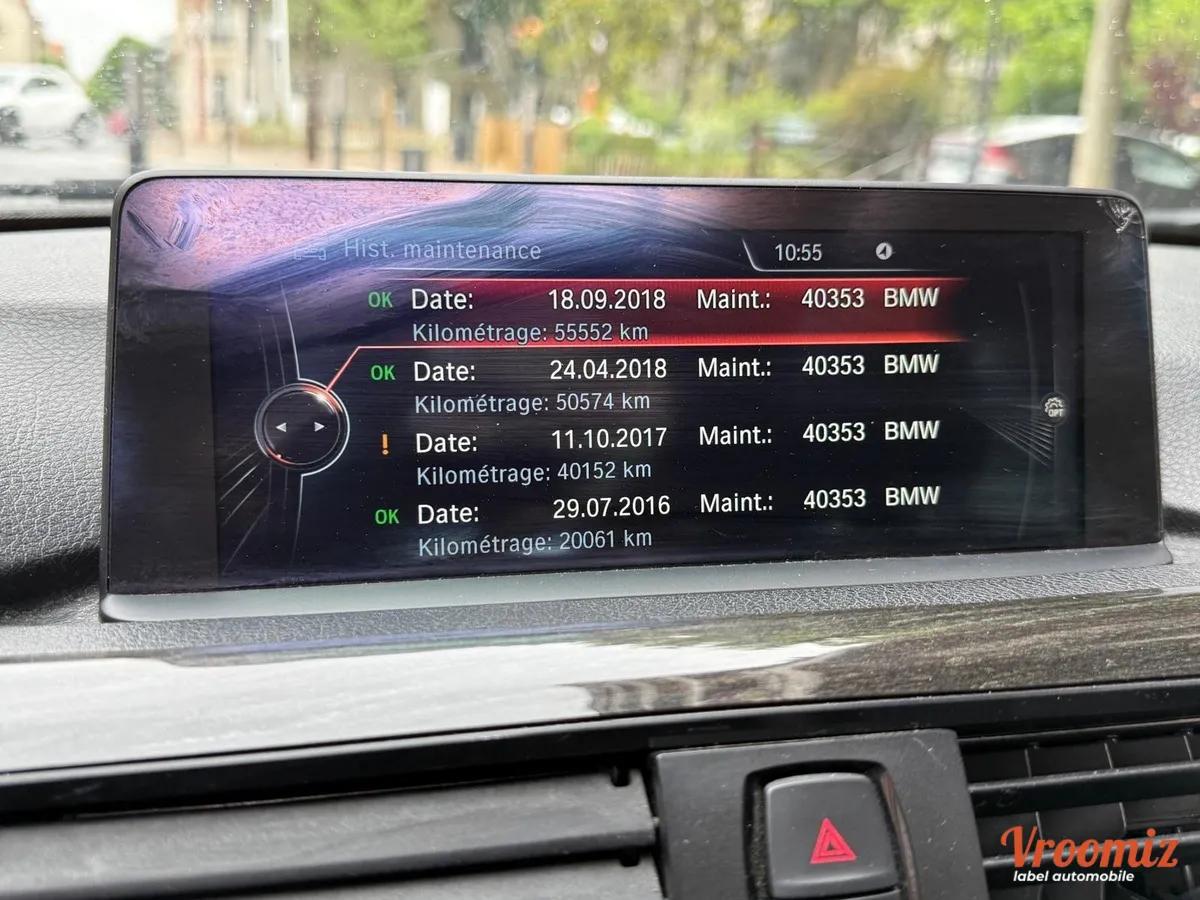 Hist. maintenance
10:55
OK Date: 18.09.2018 Maint.: 40353 BMW
Kilométrage: 55552 km
OK Date: 24.04.2018 Maint.: 40353 BMW
Kilométrage: 50574 km
! Date: 11.10.2017 Maint.: 40353 BMW
Kilométrage: 40152 km
OK Date: 29.07.2016 Maint.: 40353 BMW
Kilométrage: 20061 km
OPT
Vroomiz
label automobile